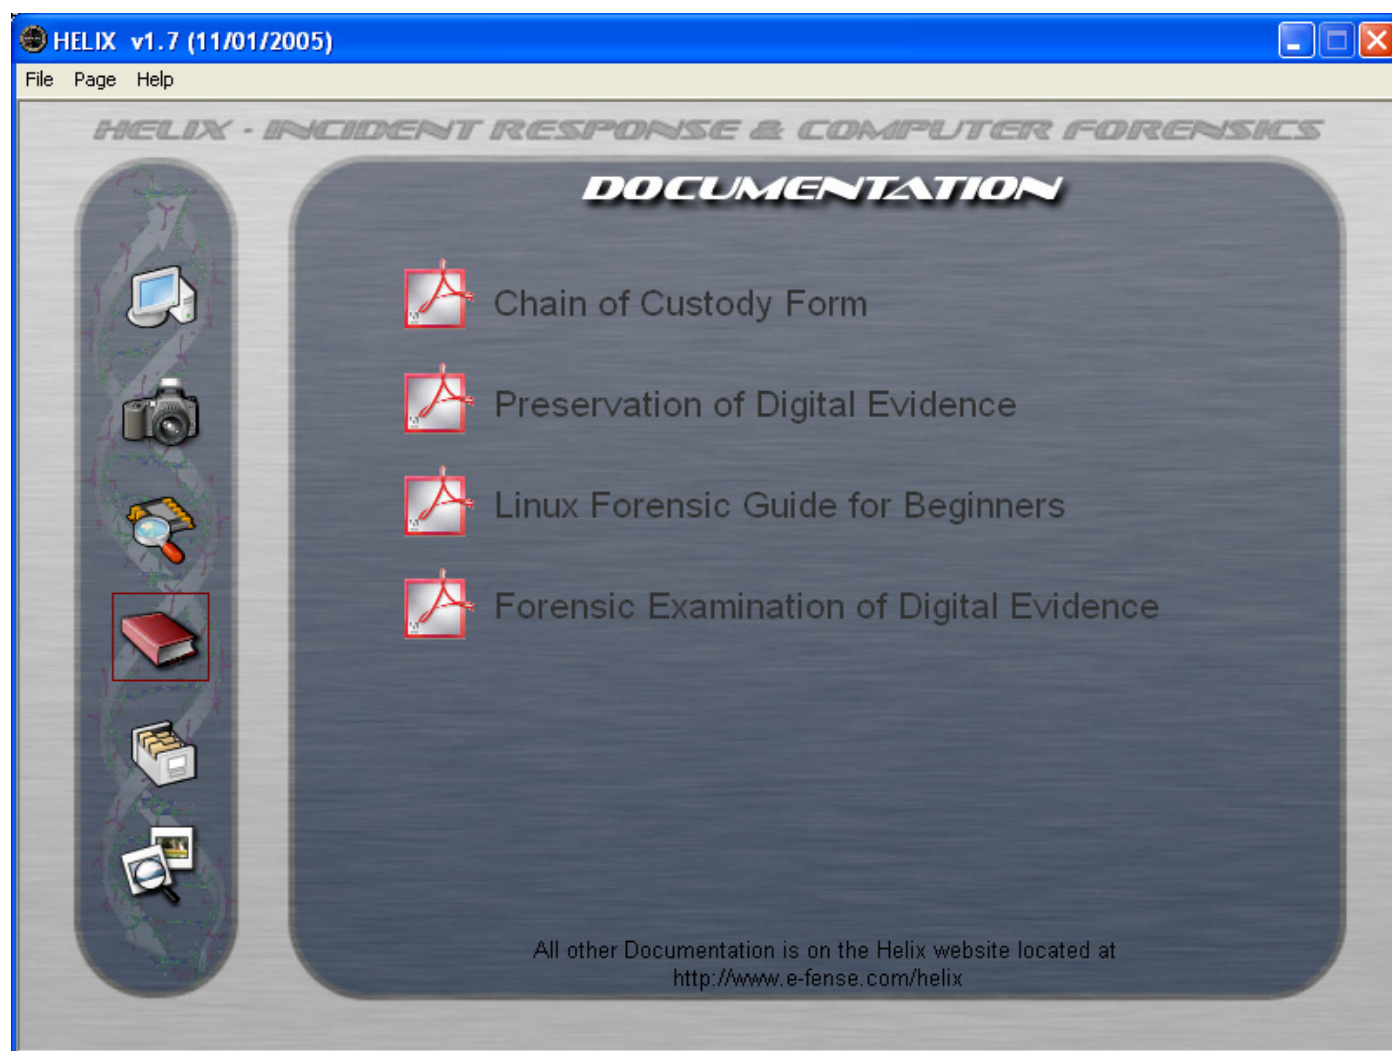 HELIX v1.7 (11/01/2005)
File Page Help
HELIX - INCIDENT RESPONSE & COMPUTER FORENSICS
DOCUMENTATION
Chain of Custody Form
Preservation of Digital Evidence
Linux Forensic Guide for Beginners
Forensic Examination of Digital Evidence
All other Documentation is on the Helix website located at
http://www.e-fense.com/helix